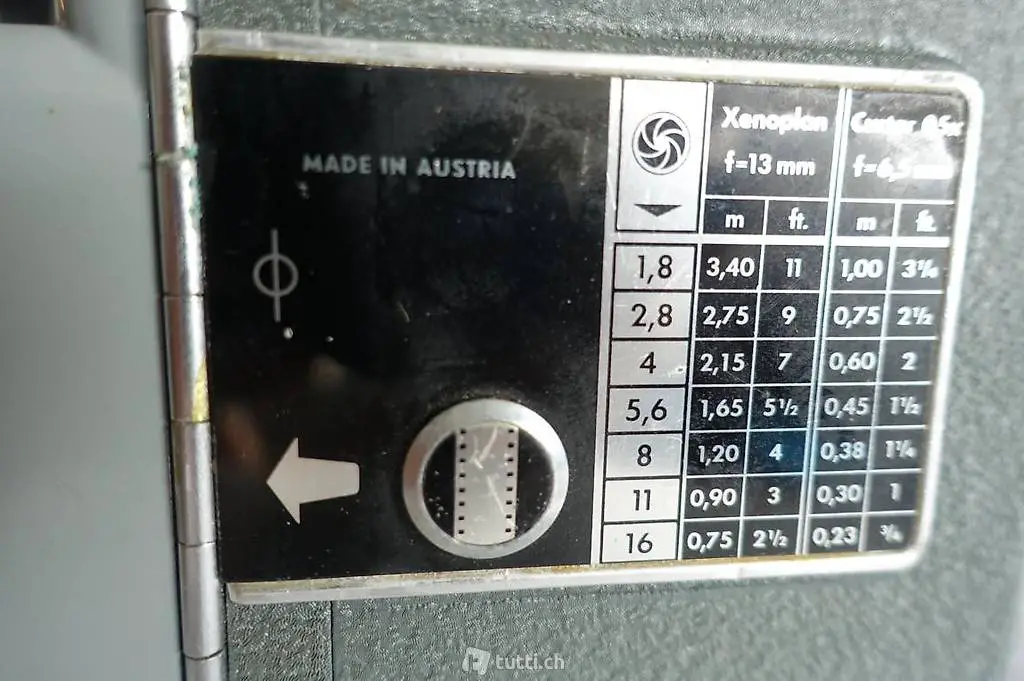 MADE IN AUSTRIA
Xenoplan
f=13 mm
f=6,5
m ft. m ft.
1,8 3,40 11 1,00 3¼
2,8 2,75 9 0,75 2½
4 2,15 7 0,60 2
5,6 1,65 5½ 0,45 1½
8 1,20 4 0,38 1¼
11 0,90 3 0,30 1
16 0,75 2½ 0,23 ¾
tutti.ch